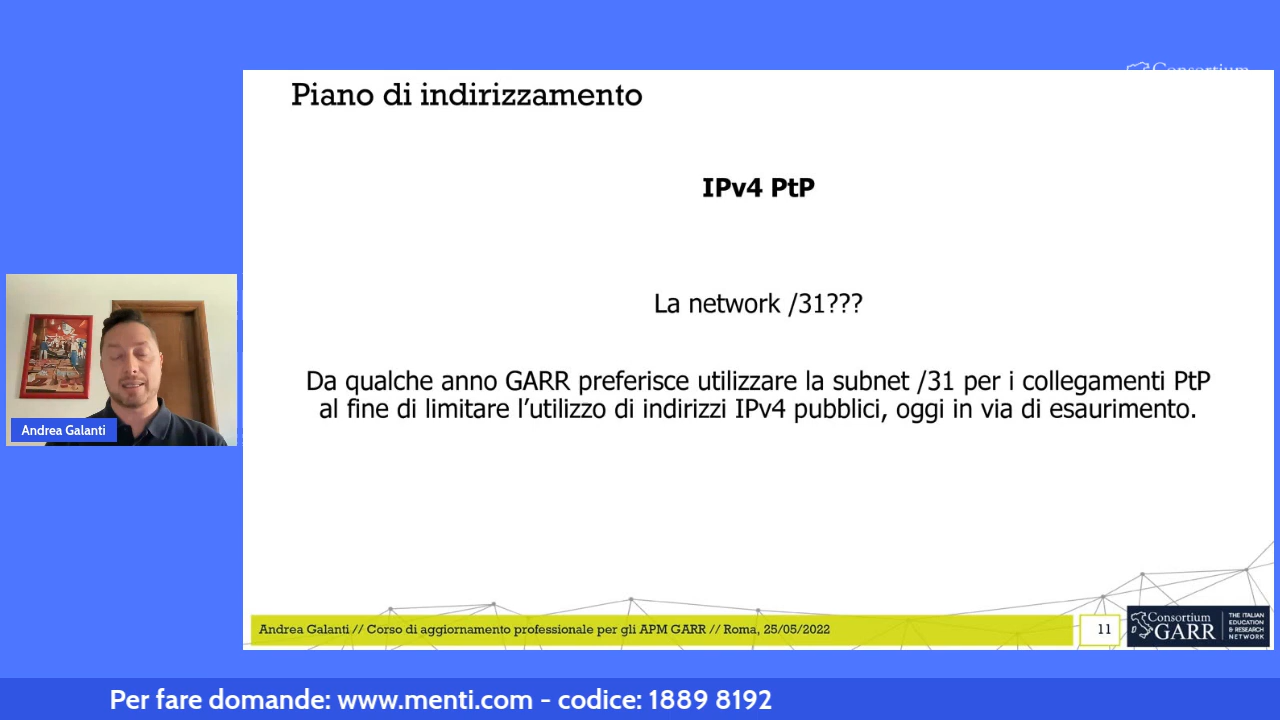 Consortium
Piano di indirizzamento
IPv4 PtP
La network /31???
Da qualche anno GARR preferisce utilizzare la subnet /31 per i collegamenti PtP
al fine di limitare l’utilizzo di indirizzi IPv4 pubblici, oggi in via di esaurimento.
Andrea Galanti
Andrea Galanti // Corso di aggiornamento professionale per gli APM GARR // Roma, 25/05/2022
11
Consortium
GARR
THE ITALIAN
EDUCATION
& RESEARCH
NETWORK
Per fare domande: www.menti.com - codice: 1889 8192